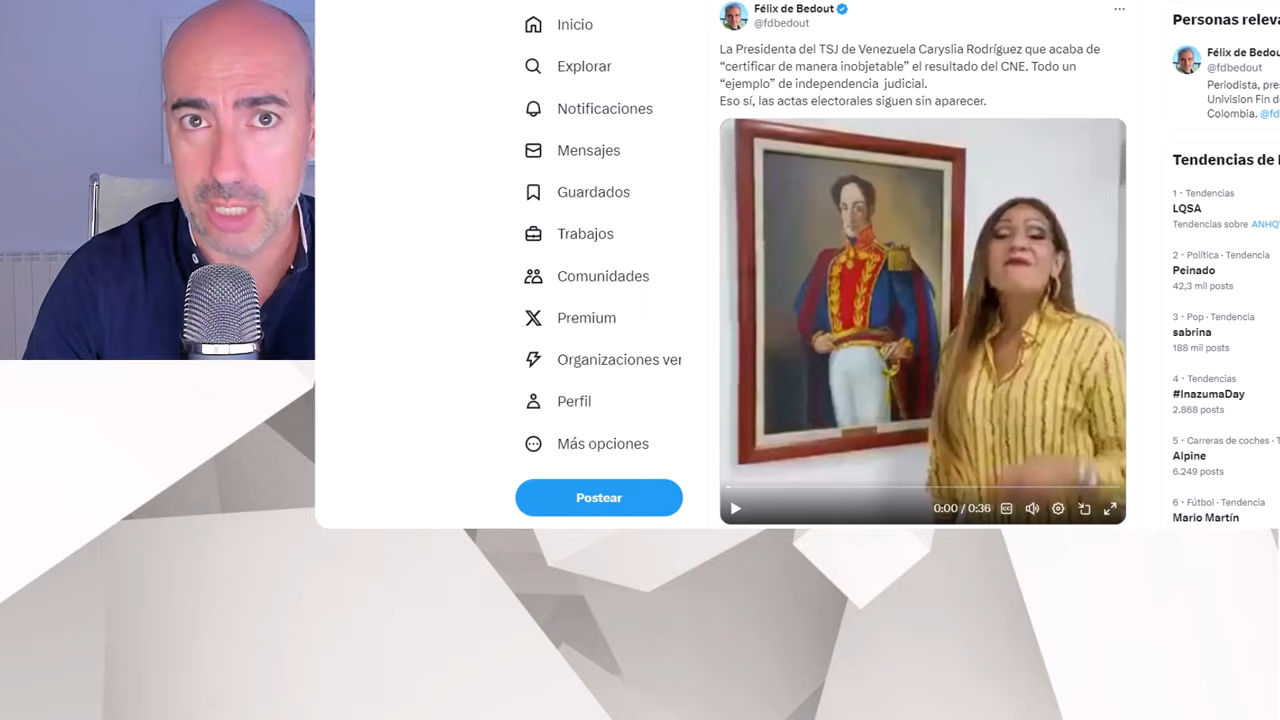 Inicio
Explorar
Notificaciones
Mensajes
Guardados
Trabajos
Comunidades
Premium
Organizaciones ver
Perfil
Más opciones
Postear
Félix de Bedout
@fdbedout
La Presidenta del TSJ de Venezuela Caryslia Rodríguez que acaba de
“certificar de manera inobjetable” el resultado del CNE. Todo un
“ejemplo” de independencia judicial.
Eso sí, las actas electorales siguen sin aparecer.
0:00 / 0:36
Personas releva
Félix de Bedou
@fdbedout
Periodista, pres
Univision Fin d
Colombia. @fd
Tendencias de
1 · Tendencias
LQSA
Tendencias sobre ANHQ
2 · Política · Tendencia
Peinado
42,3 mil posts
3 · Pop · Tendencia
sabrina
188 mil posts
4 · Tendencias
#InazumaDay
2.868 posts
5 · Carreras de coches · T
Alpine
6.249 posts
6 · Fútbol · Tendencia
Mario Martín